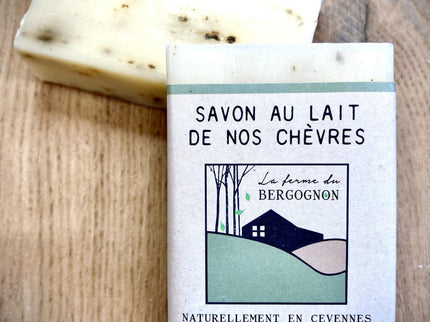 SAVON AU LAIT
DE NOS CHÈVRES
La ferme du
BERGOGNON
NATURELLEMENT EN CEVENNES